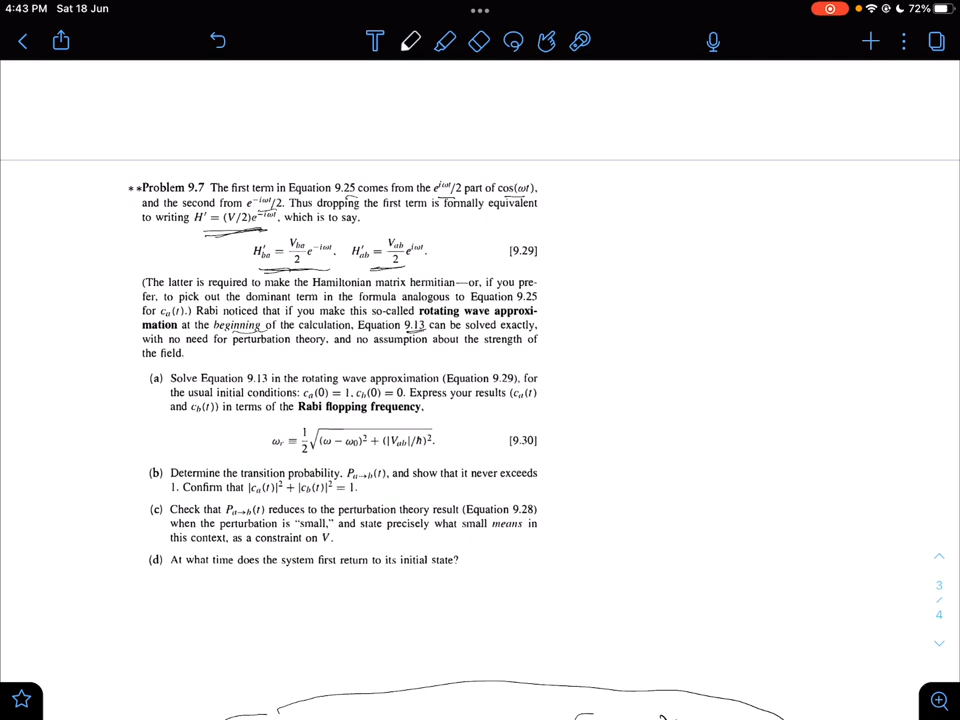 4:43 PM Sat 18 Jun
72%
T
**Problem 9.7 The first term in Equation 9.25 comes from the e^{iωt}/2 part of cos(ωt),
and the second from e^{−iωt}/2. Thus dropping the first term is formally equivalent
to writing H′ = (V/2)e^{−iωt}, which is to say,
H′_{ba} = V_{ba}/2 e^{−iωt}, H′_{ab} = V_{ab}/2 e^{iωt}. [9.29]
(The latter is required to make the Hamiltonian matrix hermitian—or, if you pre-
fer, to pick out the dominant term in the formula analogous to Equation 9.25
for c_a(t).) Rabi noticed that if you make this so-called rotating wave approxi-
mation at the beginning of the calculation, Equation 9.13 can be solved exactly,
with no need for perturbation theory, and no assumption about the strength of
the field.
(a) Solve Equation 9.13 in the rotating wave approximation (Equation 9.29), for
the usual initial conditions: c_a(0) = 1, c_b(0) = 0. Express your results (c_a(t)
and c_b(t)) in terms of the Rabi flopping frequency,
ω_r ≡ 1/2 √(ω − ω₀)² + (|V_{ab}|/ħ)². [9.30]
(b) Determine the transition probability, P_{a→b}(t), and show that it never exceeds
1. Confirm that |c_a(t)|² + |c_b(t)|² = 1.
(c) Check that P_{a→b}(t) reduces to the perturbation theory result (Equation 9.28)
when the perturbation is “small,” and state precisely what small means in
this context, as a constraint on V.
(d) At what time does the system first return to its initial state?
3
/
4